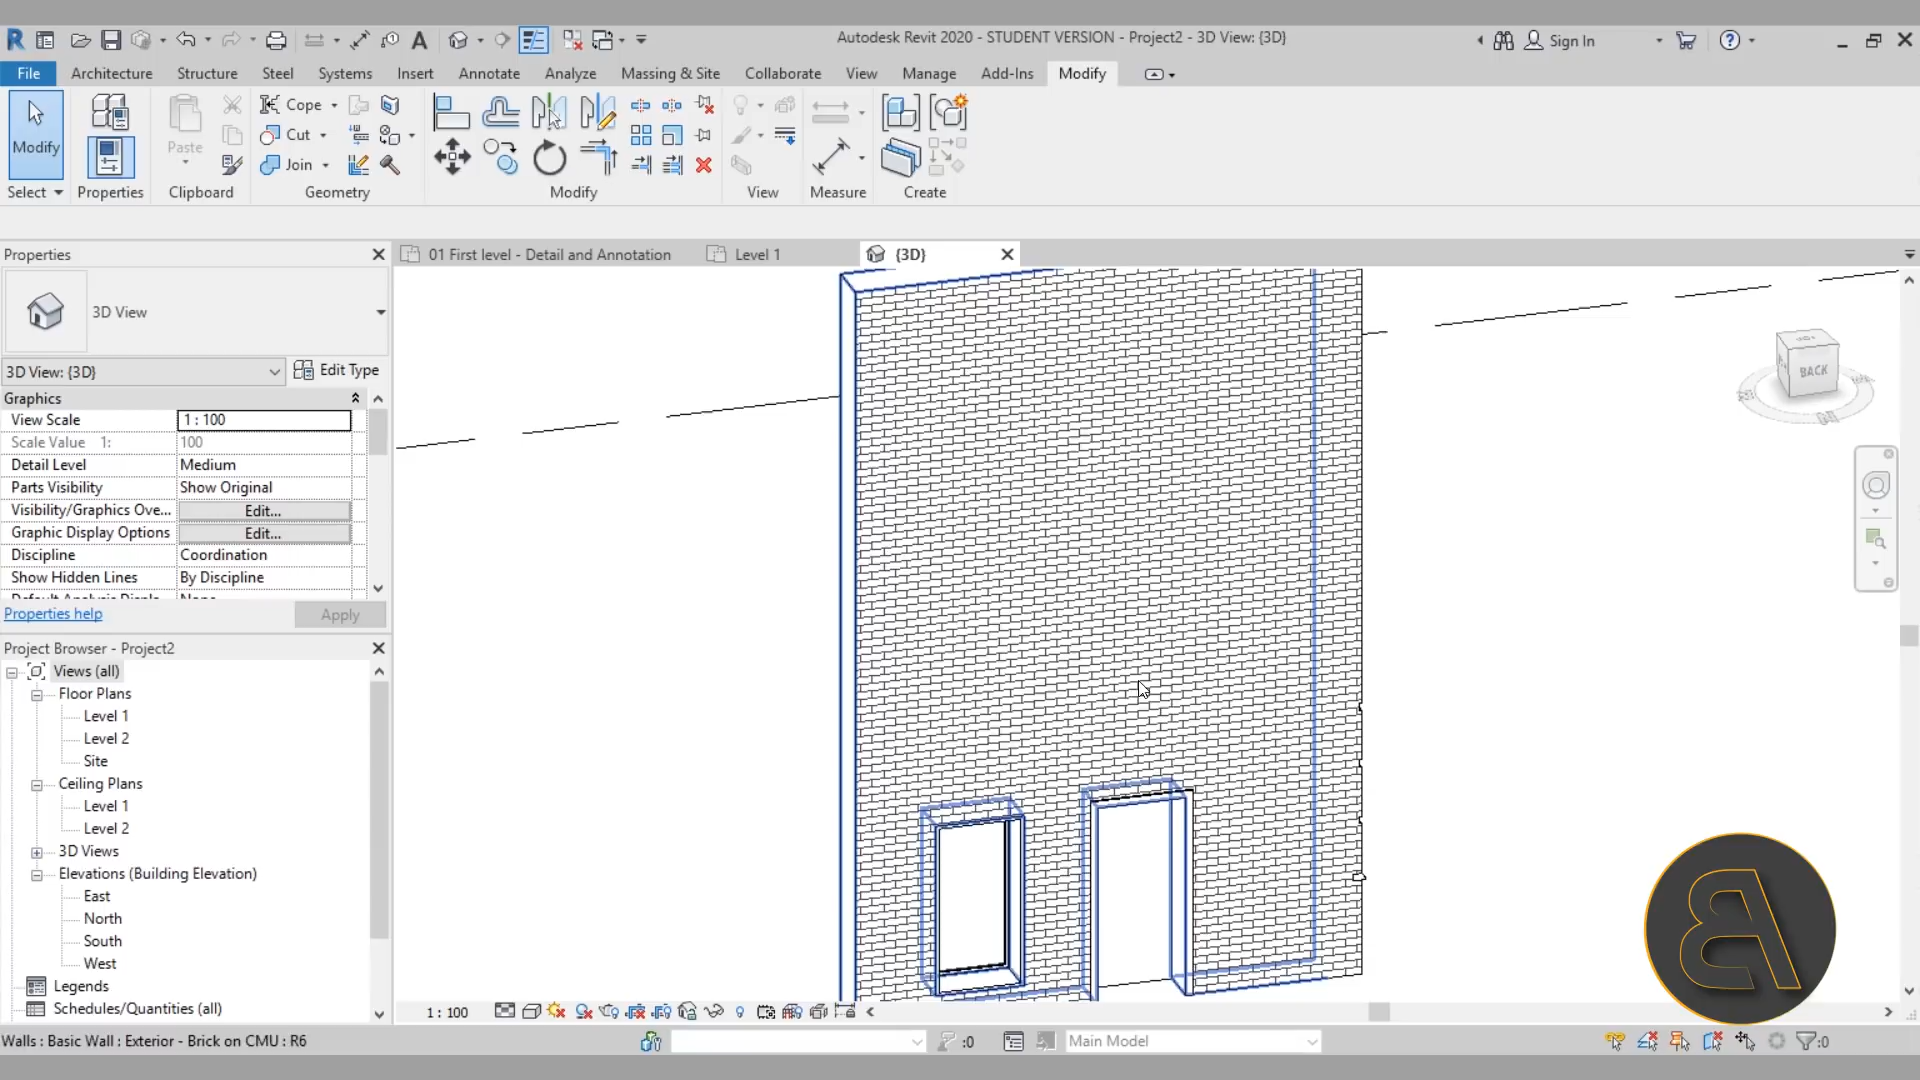 Autodesk Revit 2020 - STUDENT VERSION - Project2 - 3D View: {3D}
Sign In
File Architecture Structure Steel Systems Insert Annotate Analyze Massing & Site Collaborate View Manage Add-Ins Modify
Modify
Paste
Cope
Cut
Join
Select Properties Clipboard Geometry Modify View Measure Create
Properties
01 First level - Detail and Annotation
Level 1
{3D}
3D View
3D View: {3D}
Edit Type
Graphics
View Scale 1 : 100
Scale Value 1: 100
Detail Level Medium
Parts Visibility Show Original
Visibility/Graphics Ove... Edit...
Graphic Display Options Edit...
Discipline Coordination
Show Hidden Lines By Discipline
Properties help
Apply
BACK
Project Browser - Project2
Views (all)
Floor Plans
Level 1
Level 2
Site
Ceiling Plans
Level 1
Level 2
3D Views
Elevations (Building Elevation)
East
North
South
West
Legends
Schedules/Quantities (all)
1 : 100
Walls : Basic Wall : Exterior - Brick on CMU : R6
:0
Main Model
:0